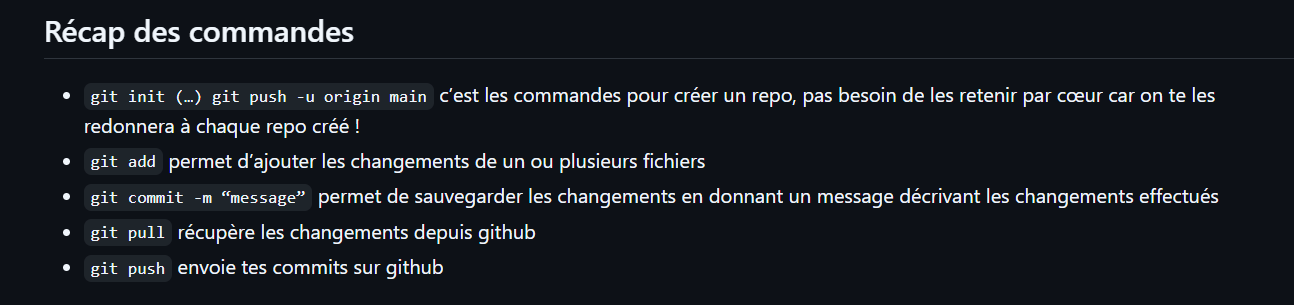 Récap des commandes
• git init (…) git push -u origin main c’est les commandes pour créer un repo, pas besoin de les retenir par cœur car on te les
redonnera à chaque repo créé !
• git add permet d’ajouter les changements de un ou plusieurs fichiers
• git commit -m “message” permet de sauvegarder les changements en donnant un message décrivant les changements effectués
• git pull récupère les changements depuis github
• git push envoie tes commits sur github